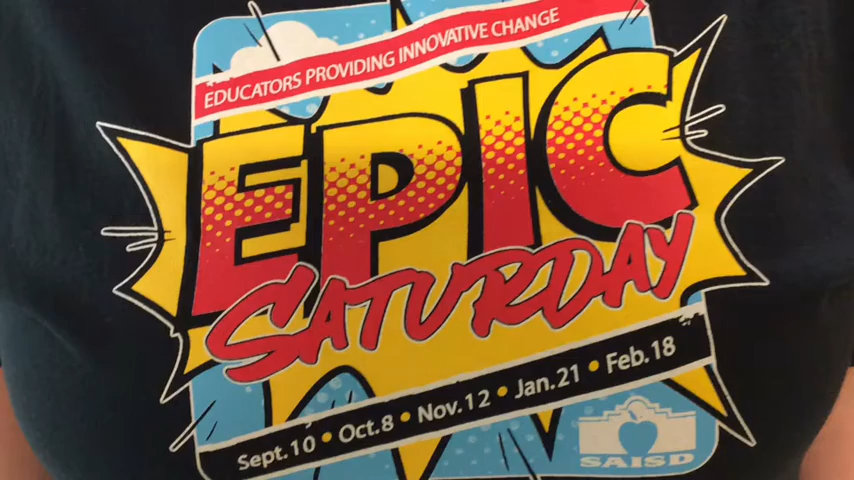 EDUCATORS PROVIDING INNOVATIVE CHANGE
EPIC
SATURDAY
Sept.10 • Oct.8 • Nov.12 • Jan.21 • Feb.18
SAISD